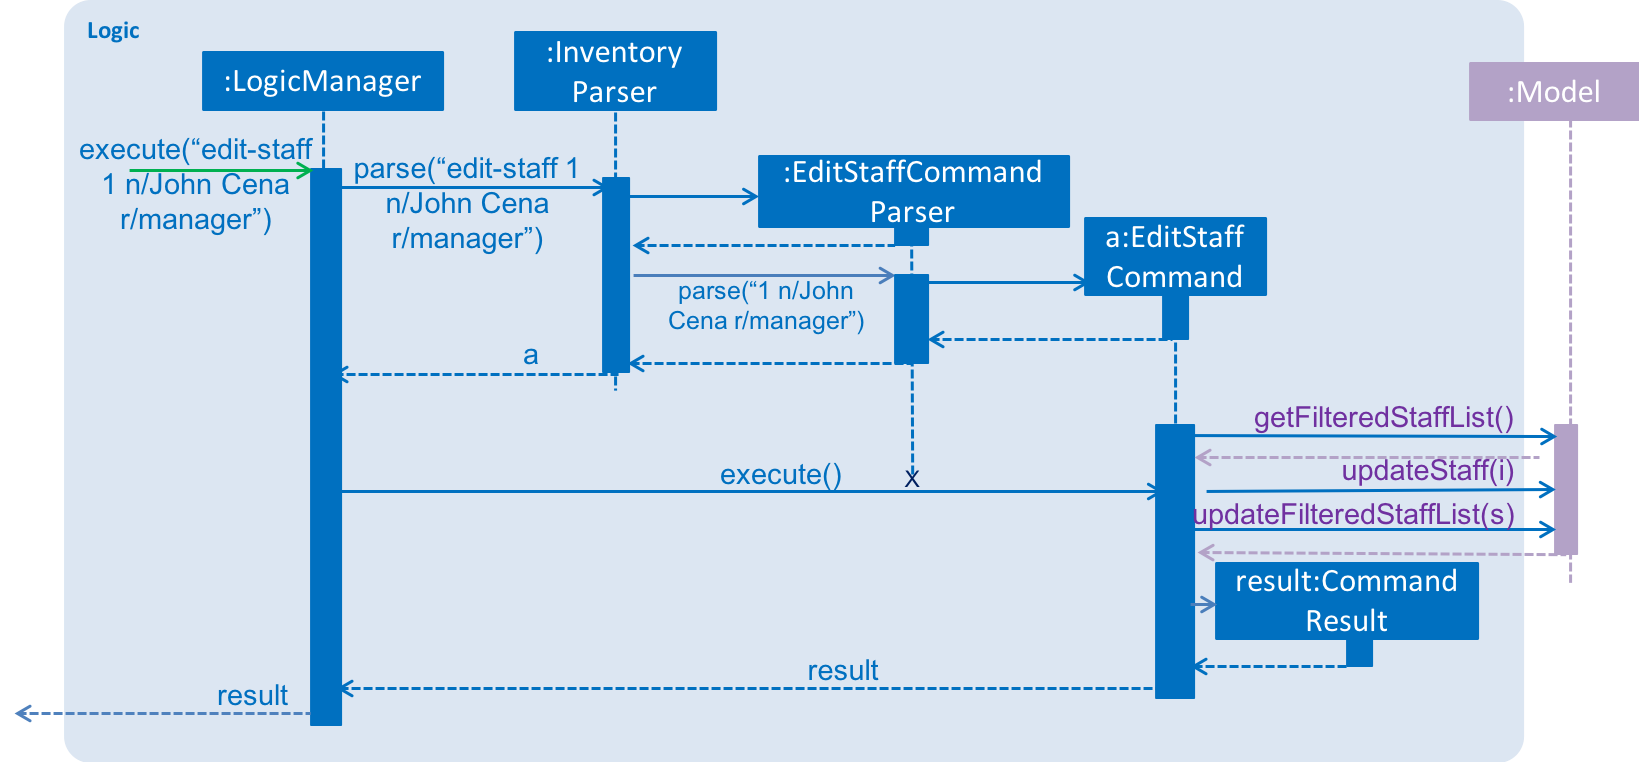 Logic
:LogicManager
:Inventory
Parser
:Model
execute(“edit-staff
1 n/John Cena
r/manager”)
parse(“edit-staff 1
n/John Cena
r/manager”)
:EditStaffCommand
Parser
a:EditStaff
Command
parse(“1 n/John
Cena r/manager”)
a
getFilteredStaffList()
execute()
x
updateStaff(i)
updateFilteredStaffList(s)
result:Command
Result
result
result